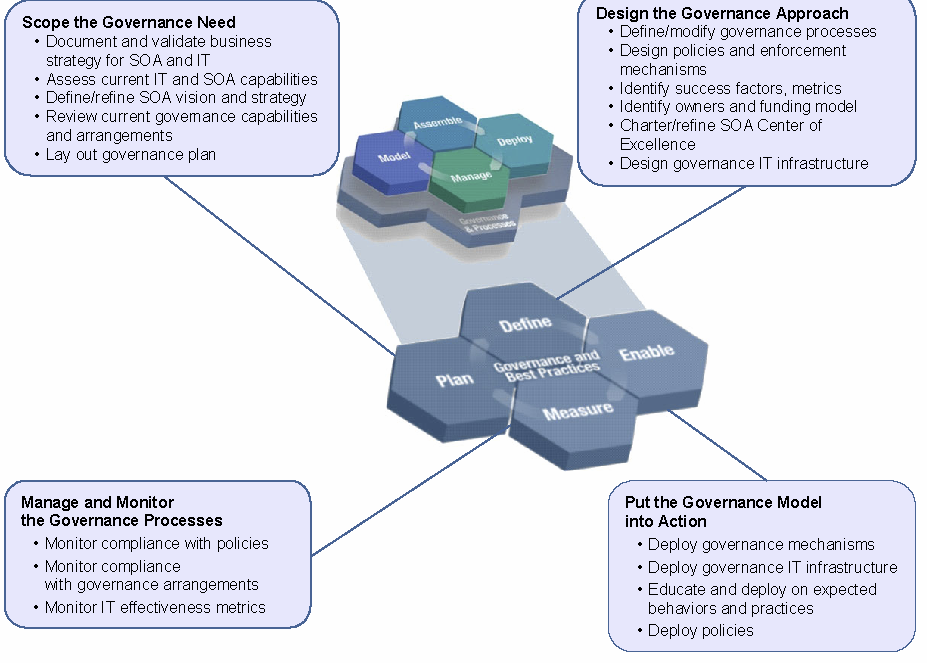 Scope the Governance Need
• Document and validate business
strategy for SOA and IT
• Assess current IT and SOA capabilities
• Define/refine SOA vision and strategy
• Review current governance capabilities
and arrangements
• Lay out governance plan
Design the Governance Approach
• Define/modify governance processes
• Design policies and enforcement
mechanisms
• Identify success factors, metrics
• Identify owners and funding model
• Charter/refine SOA Center of
Excellence
• Design governance IT infrastructure
Assemble
Model
Deploy
Manage
Governance
& Processes
Define
Plan
Governance and
Best Practices
Enable
Measure
Manage and Monitor
the Governance Processes
• Monitor compliance with policies
• Monitor compliance
with governance arrangements
• Monitor IT effectiveness metrics
Put the Governance Model
into Action
• Deploy governance mechanisms
• Deploy governance IT infrastructure
• Educate and deploy on expected
behaviors and practices
• Deploy policies